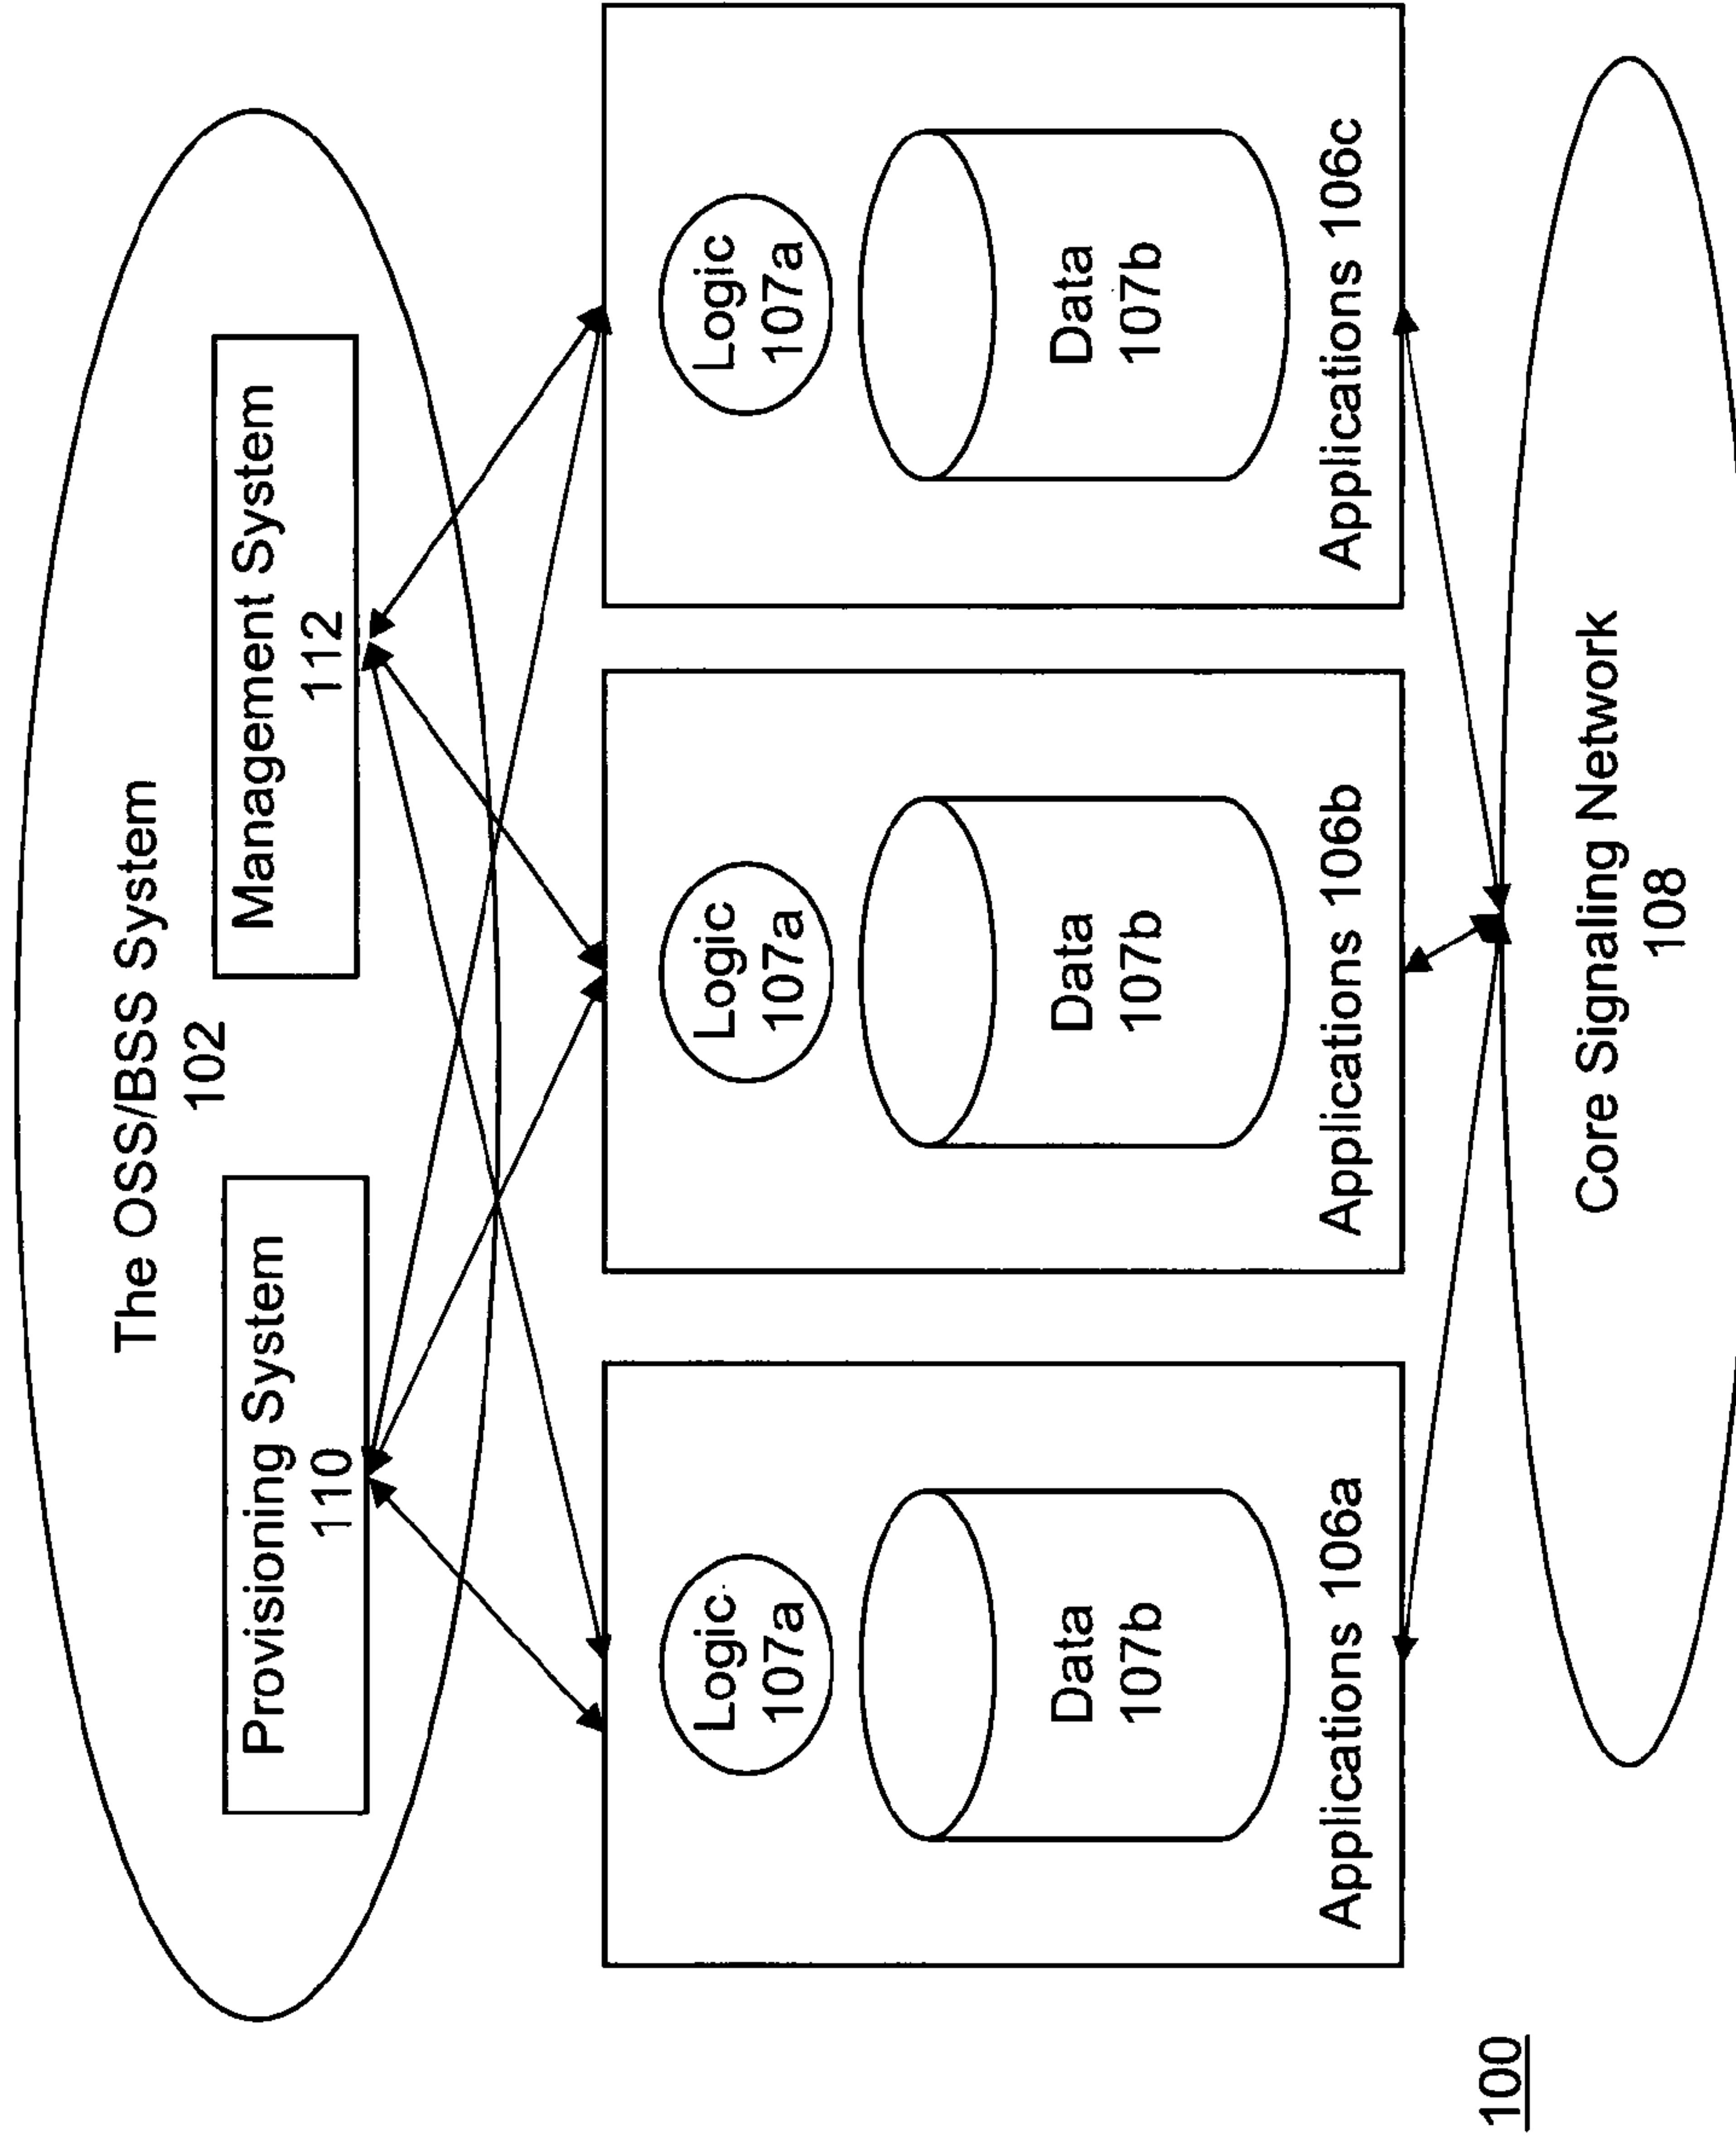 The OSS/BSS System
102
Provisioning System
110
Management System
112
Logic
107a
Data
107b
Applications 106a
Logic
107a
Data
107b
Applications 106b
Logic
107a
Data
107b
Applications 106c
Core Signaling Network
108
100